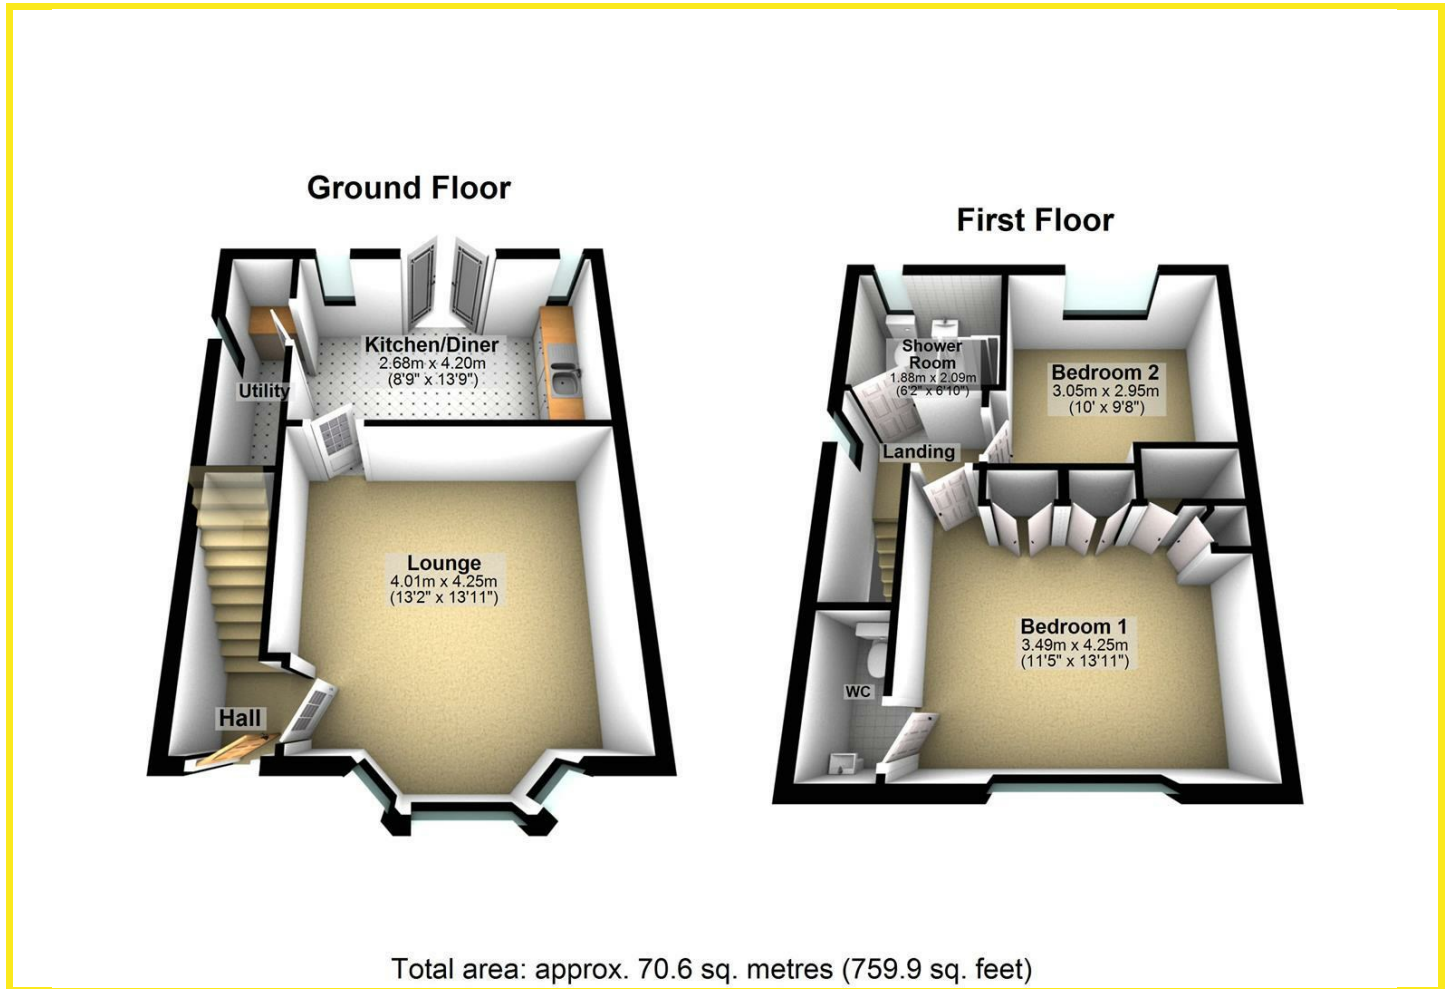 Ground Floor
Kitchen/Diner
2.68m x 4.20m
(8'9" x 13'9")
Utility
Lounge
4.01m x 4.25m
(13'2" x 13'11")
Hall
First Floor
Shower
Room
1.88m x 2.09m
(6'2" x 6'10")
Bedroom 2
3.05m x 2.95m
(10' x 9'8")
Landing
Bedroom 1
3.49m x 4.25m
(11'5" x 13'11")
WC
Total area: approx. 70.6 sq. metres (759.9 sq. feet)